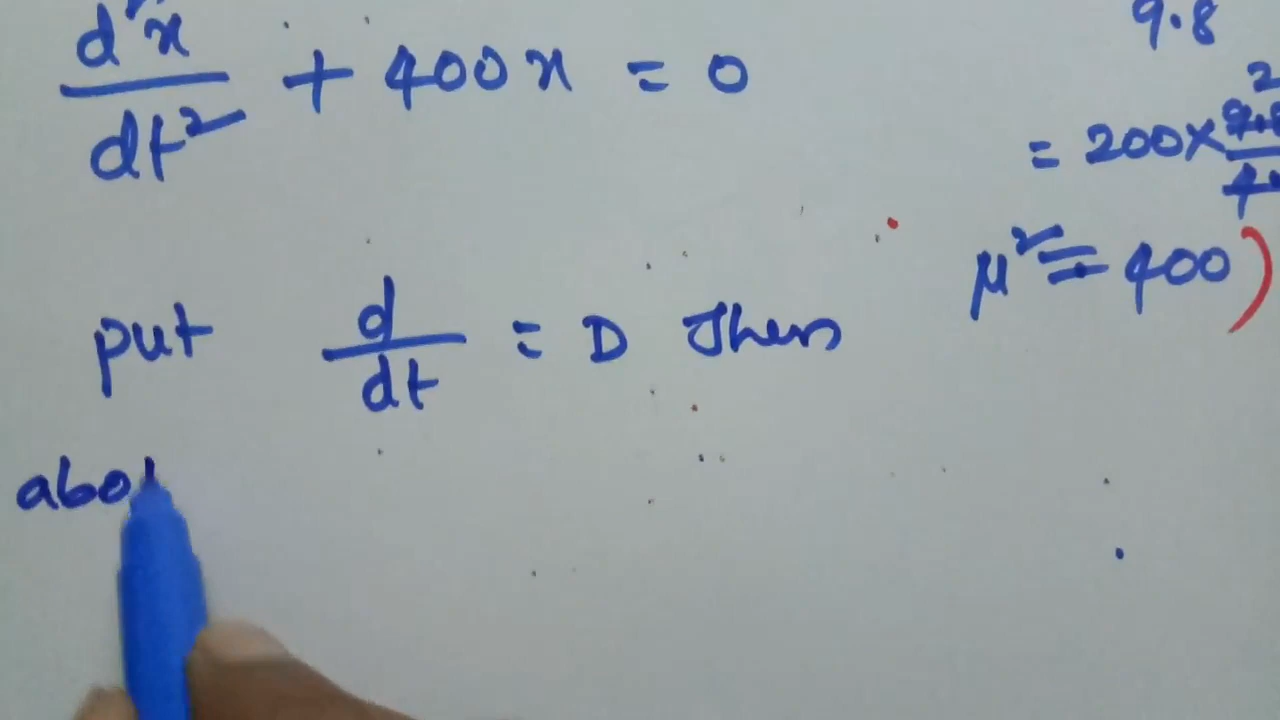 d²x/dt² + 400x = 0
put d/dt = D Then
abo
9.8
= 200 ×
μ² = 400)